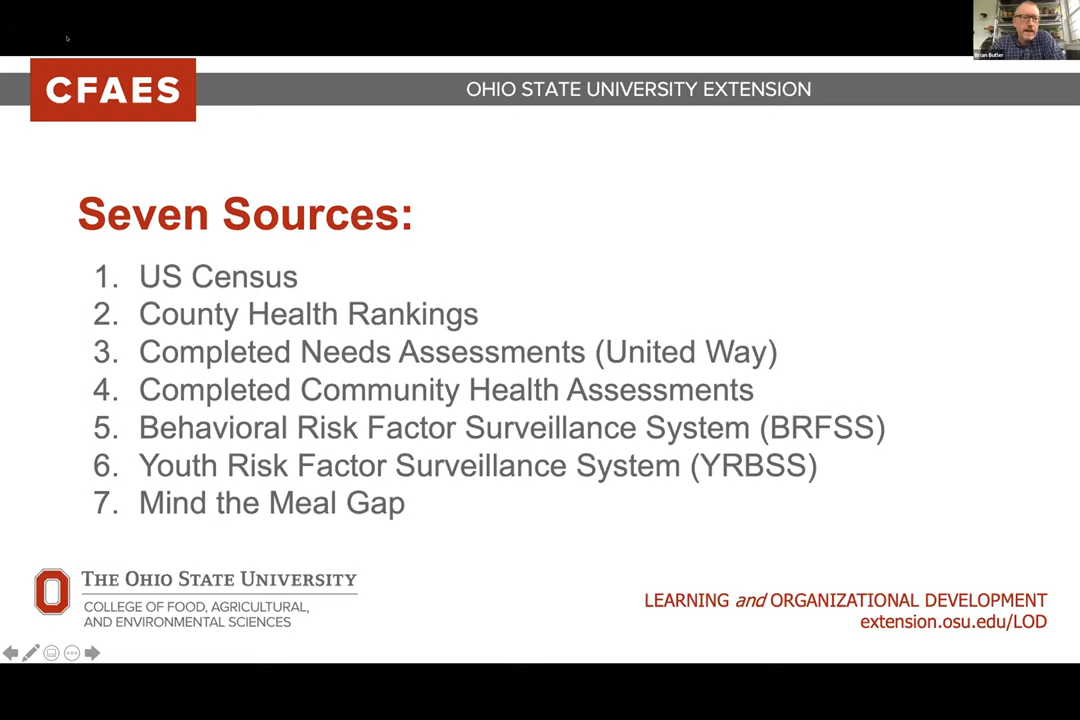 Brian Butler
CFAES
OHIO STATE UNIVERSITY EXTENSION
Seven Sources:
1. US Census
2. County Health Rankings
3. Completed Needs Assessments (United Way)
4. Completed Community Health Assessments
5. Behavioral Risk Factor Surveillance System (BRFSS)
6. Youth Risk Factor Surveillance System (YRBSS)
7. Mind the Meal Gap
THE OHIO STATE UNIVERSITY
COLLEGE OF FOOD, AGRICULTURAL,
AND ENVIRONMENTAL SCIENCES
LEARNING and ORGANIZATIONAL DEVELOPMENT
extension.osu.edu/LOD